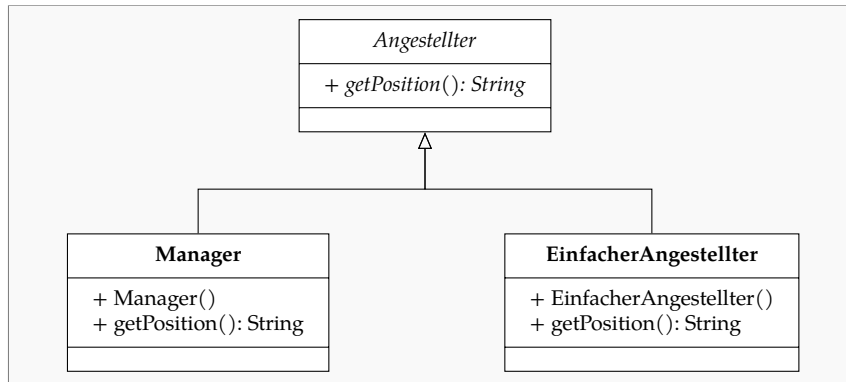 Angestellter
+ getPosition(): String
Manager
+ Manager()
+ getPosition(): String
EinfacherAngestellter
+ EinfacherAngestellter()
+ getPosition(): String